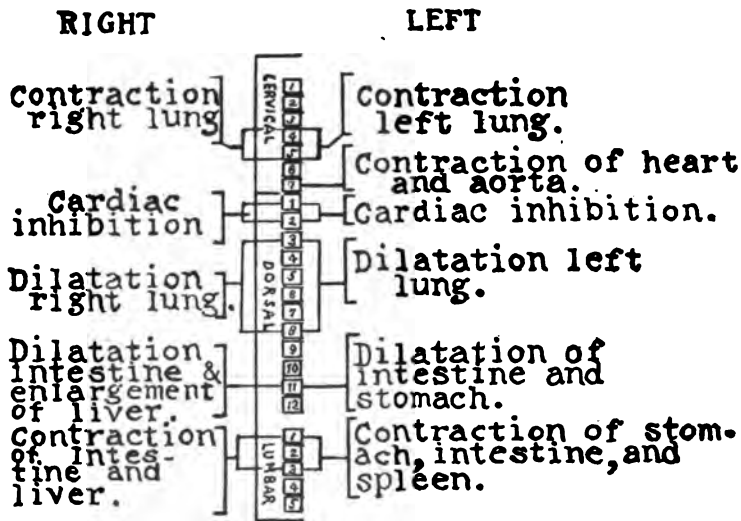 RIGHT
LEFT
Contraction
right lung
Cardiac
inhibition
Dilatation
right lung.
Dilatation
intestine &
enlargement
of liver.
Contraction
of intes-
tine and
liver.
CERVICAL
1
2
3
4
5
6
7
DORSAL
1
2
3
4
5
6
7
8
9
10
11
12
LUMBAR
1
2
3
4
5
Contraction
left lung.
Contraction of heart
and aorta.
Cardiac inhibition.
Dilatation left
lung.
Dilatation of
intestine and
stomach.
Contraction of stom-
ach, intestine, and
spleen.